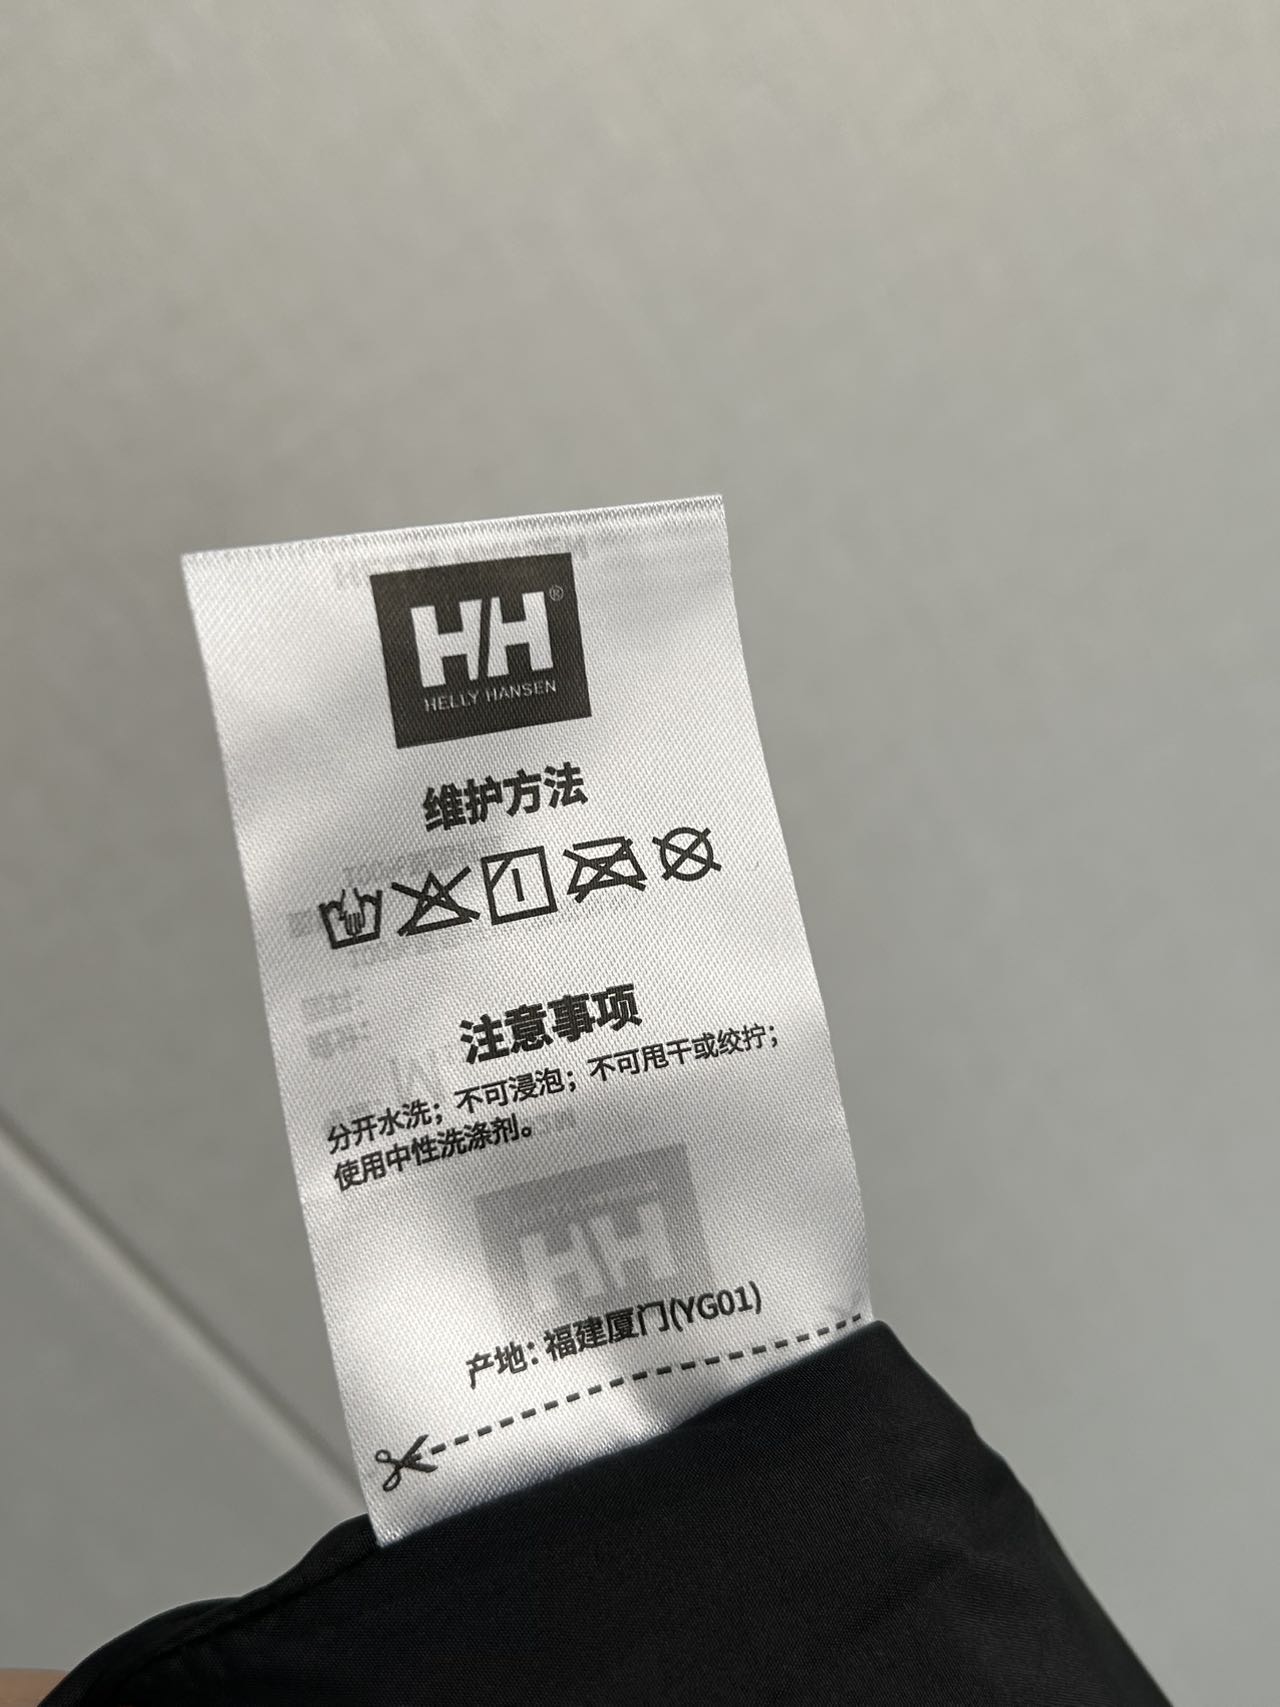 HH®
HELLY HANSEN
维护方法
注意事项
分开水洗；不可浸泡；不可甩干或绞拧；
使用中性洗涤剂。
产地：福建厦门(YG01)